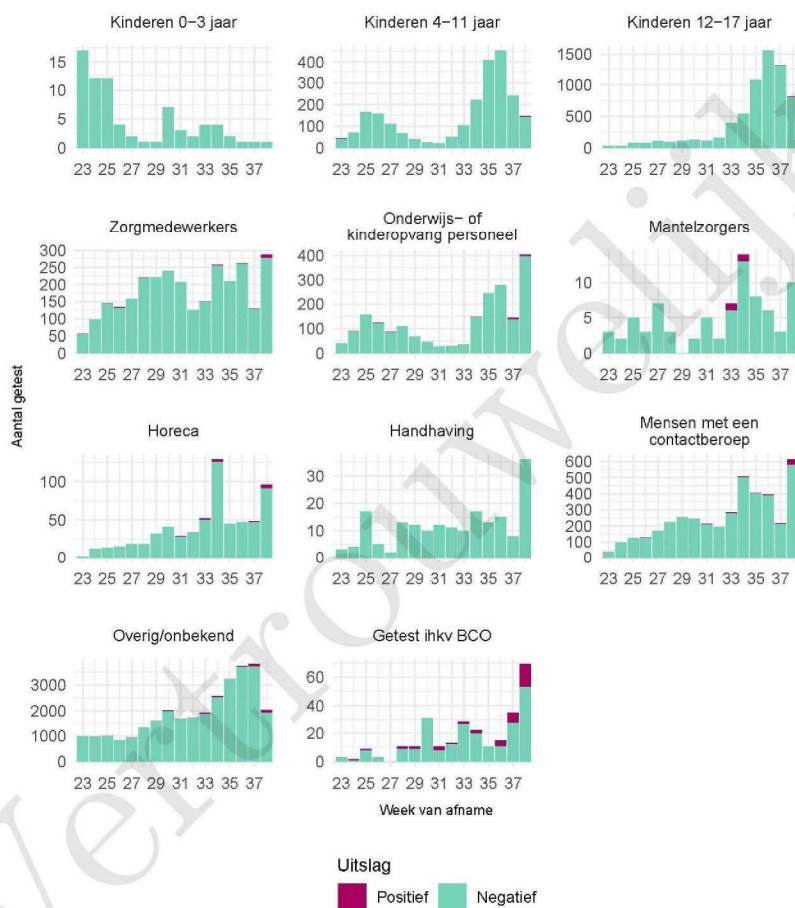 Kinderen 0−3 jaar
Kinderen 4−11 jaar
Kinderen 12−17 jaar
15
10
5
0
23 25 27 29 31 33 35 37
400
300
200
100
0
23 25 27 29 31 33 35 37
1500
1000
500
0
23 25 27 29 31 33 35 37
Zorgmedewerkers
Onderwijs− of
kinderopvang personeel
Mantelzorgers
300
250
200
150
100
50
0
23 25 27 29 31 33 35 37
400
300
200
100
0
23 25 27 29 31 33 35 37
10
5
0
23 25 27 29 31 33 35 37
Aantal getest
Horeca
Handhaving
Mensen met een
contactberoep
100
50
0
23 25 27 29 31 33 35 37
30
20
10
0
23 25 27 29 31 33 35 37
600
500
400
300
200
100
0
23 25 27 29 31 33 35 37
Overig/onbekend
Getest ihkv BCO
3000
2000
1000
0
23 25 27 29 31 33 35 37
60
40
20
0
23 25 27 29 31 33 35 37
Week van afname
Uitslag
Positief
Negatief
Vertrouwelijk